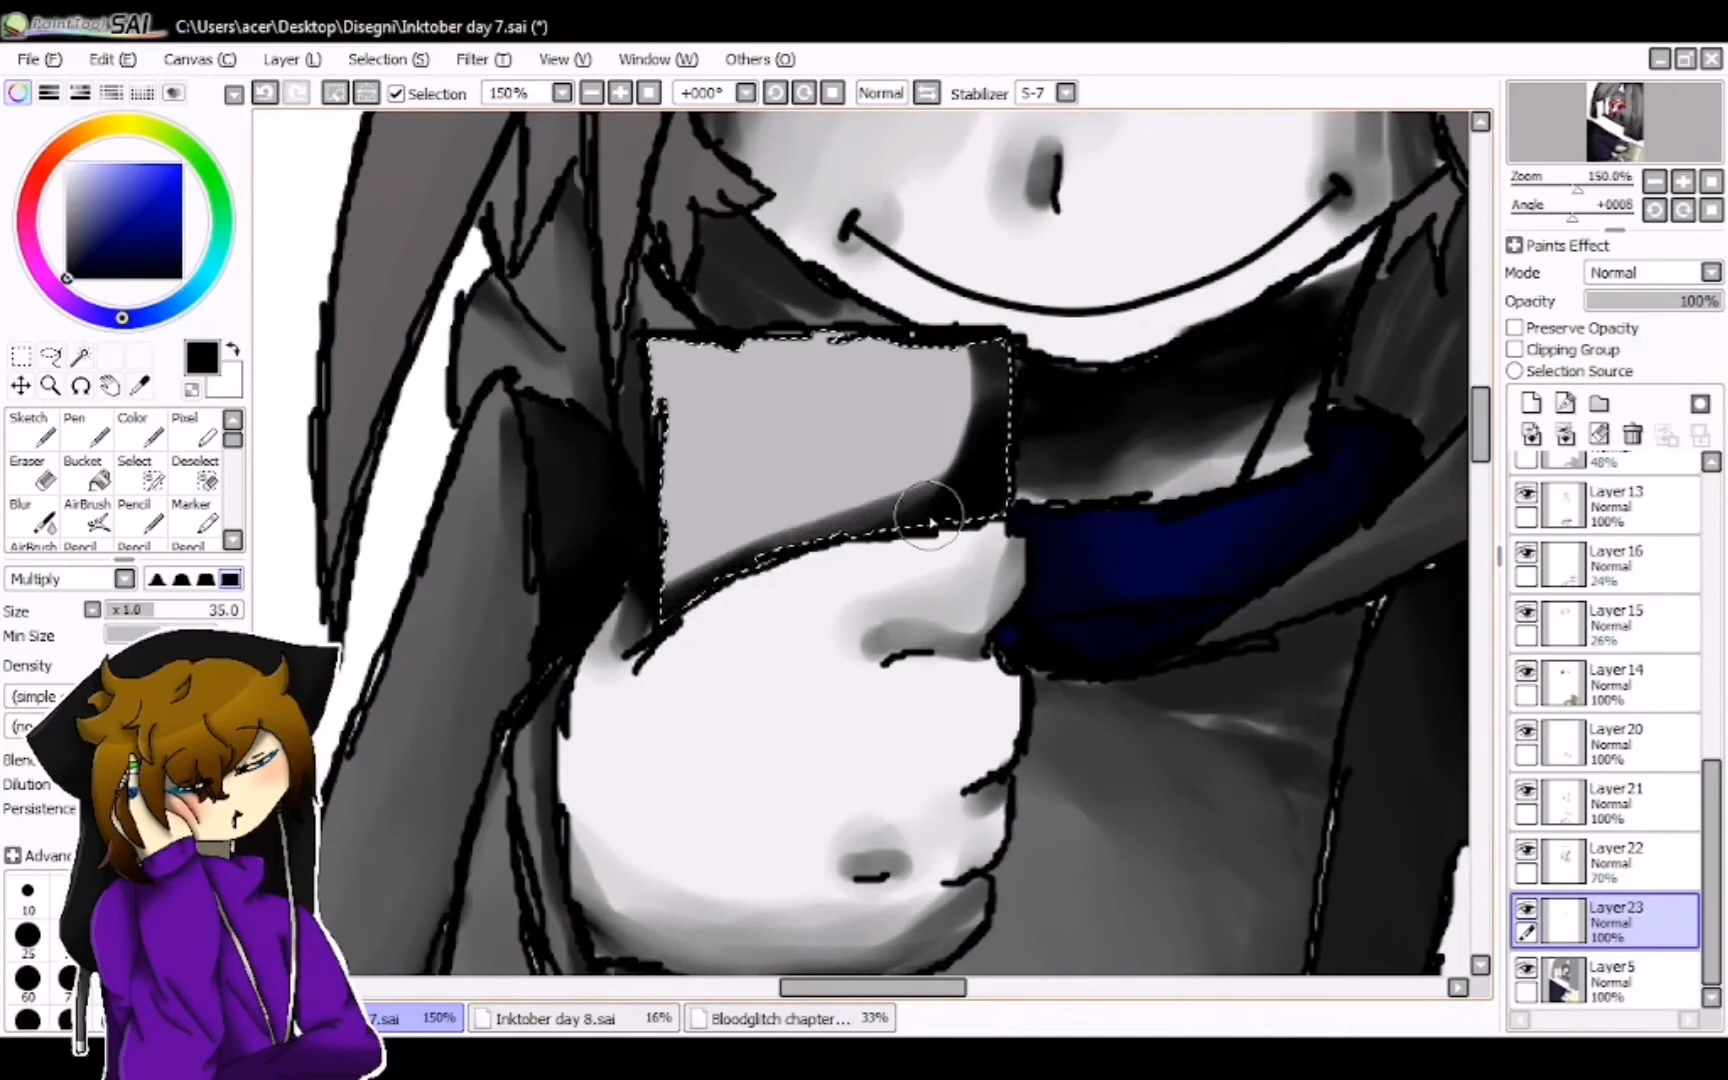 PaintTool SAI C:\Users\acer\Desktop\Disegni\Inktober day 7.sai (*)
File (F) Edit (E) Canvas (C) Layer (L) Selection (S) Filter (T) View (V) Window (W) Others (O)
Selection 150% +000° Normal Stabilizer S-7
Zoom 150.0%
Angle +000ß
Paints Effect
Mode Normal
Opacity 100%
Preserve Opacity
Clipping Group
Selection Source
Sketch Pen Color Pixel
Eraser Bucket Select Deselect
Blur AirBrush Pencil Marker
AirBrush Pencil Pencil Pencil
Multiply
Size x 1.0 35.0
Min Size
Density
(simple
(no
Blen
Dilution
Persistence
Advan
10
25
60 7
48%
Layer13
Normal
100%
Layer16
Normal
24%
Layer15
Normal
26%
Layer14
Normal
100%
Layer20
Normal
100%
Layer21
Normal
100%
Layer22
Normal
70%
Layer23
Normal
100%
Layer5
Normal
100%
7.sai 150% Inktober day 8.sai 16% Bloodglitch chapter... 33%